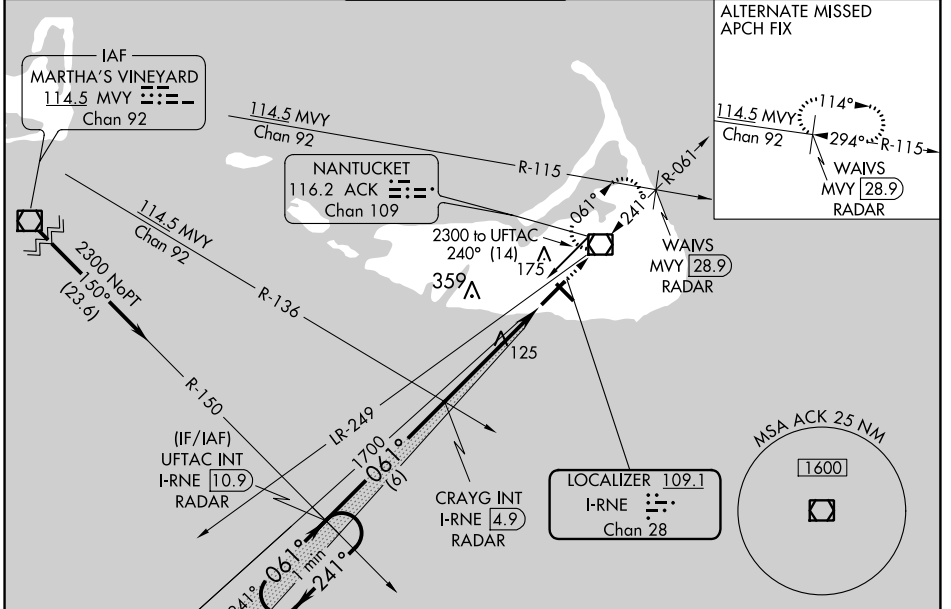 IAF
MARTHA'S VINEYARD
114.5 MVY
Chan 92
114.5 MVY
Chan 92
R-115
R-061
NANTUCKET
116.2 ACK
Chan 109
061°
241°
2300 to UFTAC
240° (14)
175
359
125
WAIVS
MVY 28.9
RADAR
ALTERNATE MISSED
APCH FIX
114.5 MVY
Chan 92
114°
294°
R-115
WAIVS
MVY 28.9
RADAR
114.5 MVY
Chan 92
R-136
2300 NoPT
150°
(23.6)
R-150
LR-249
1700
061°
(6)
(IF/IAF)
UFTAC INT
I-RNE 10.9
RADAR
CRAYG INT
I-RNE 4.9
RADAR
LOCALIZER 109.1
I-RNE
Chan 28
MSA ACK 25 NM
1600
061°
1 min
241°
241°